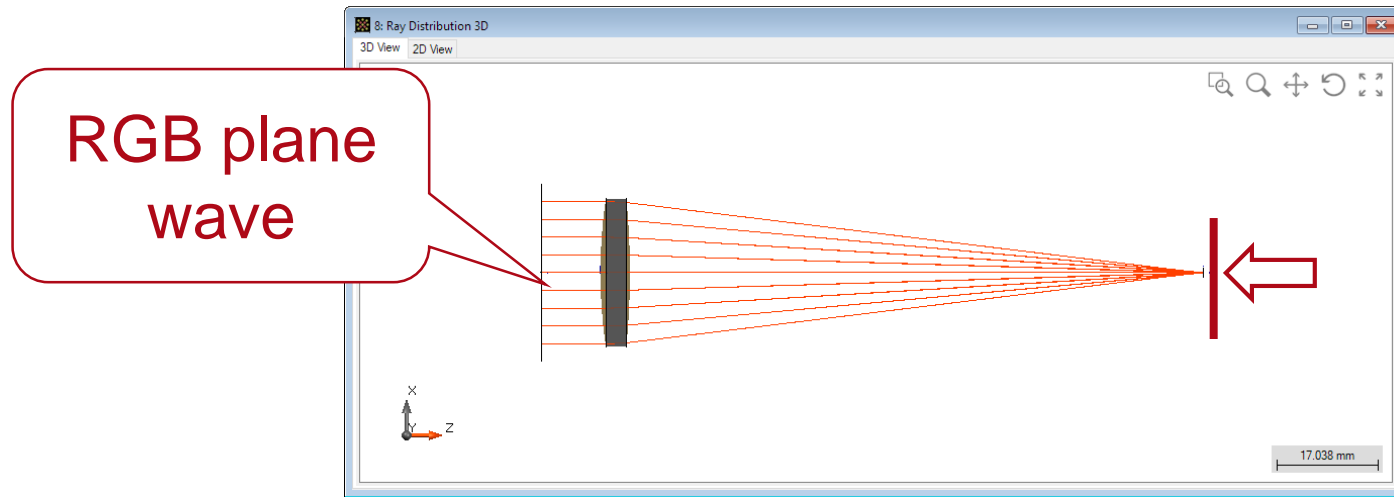 8: Ray Distribution 3D
3D View 2D View
RGB plane
wave
X
Y
Z
17.038 mm